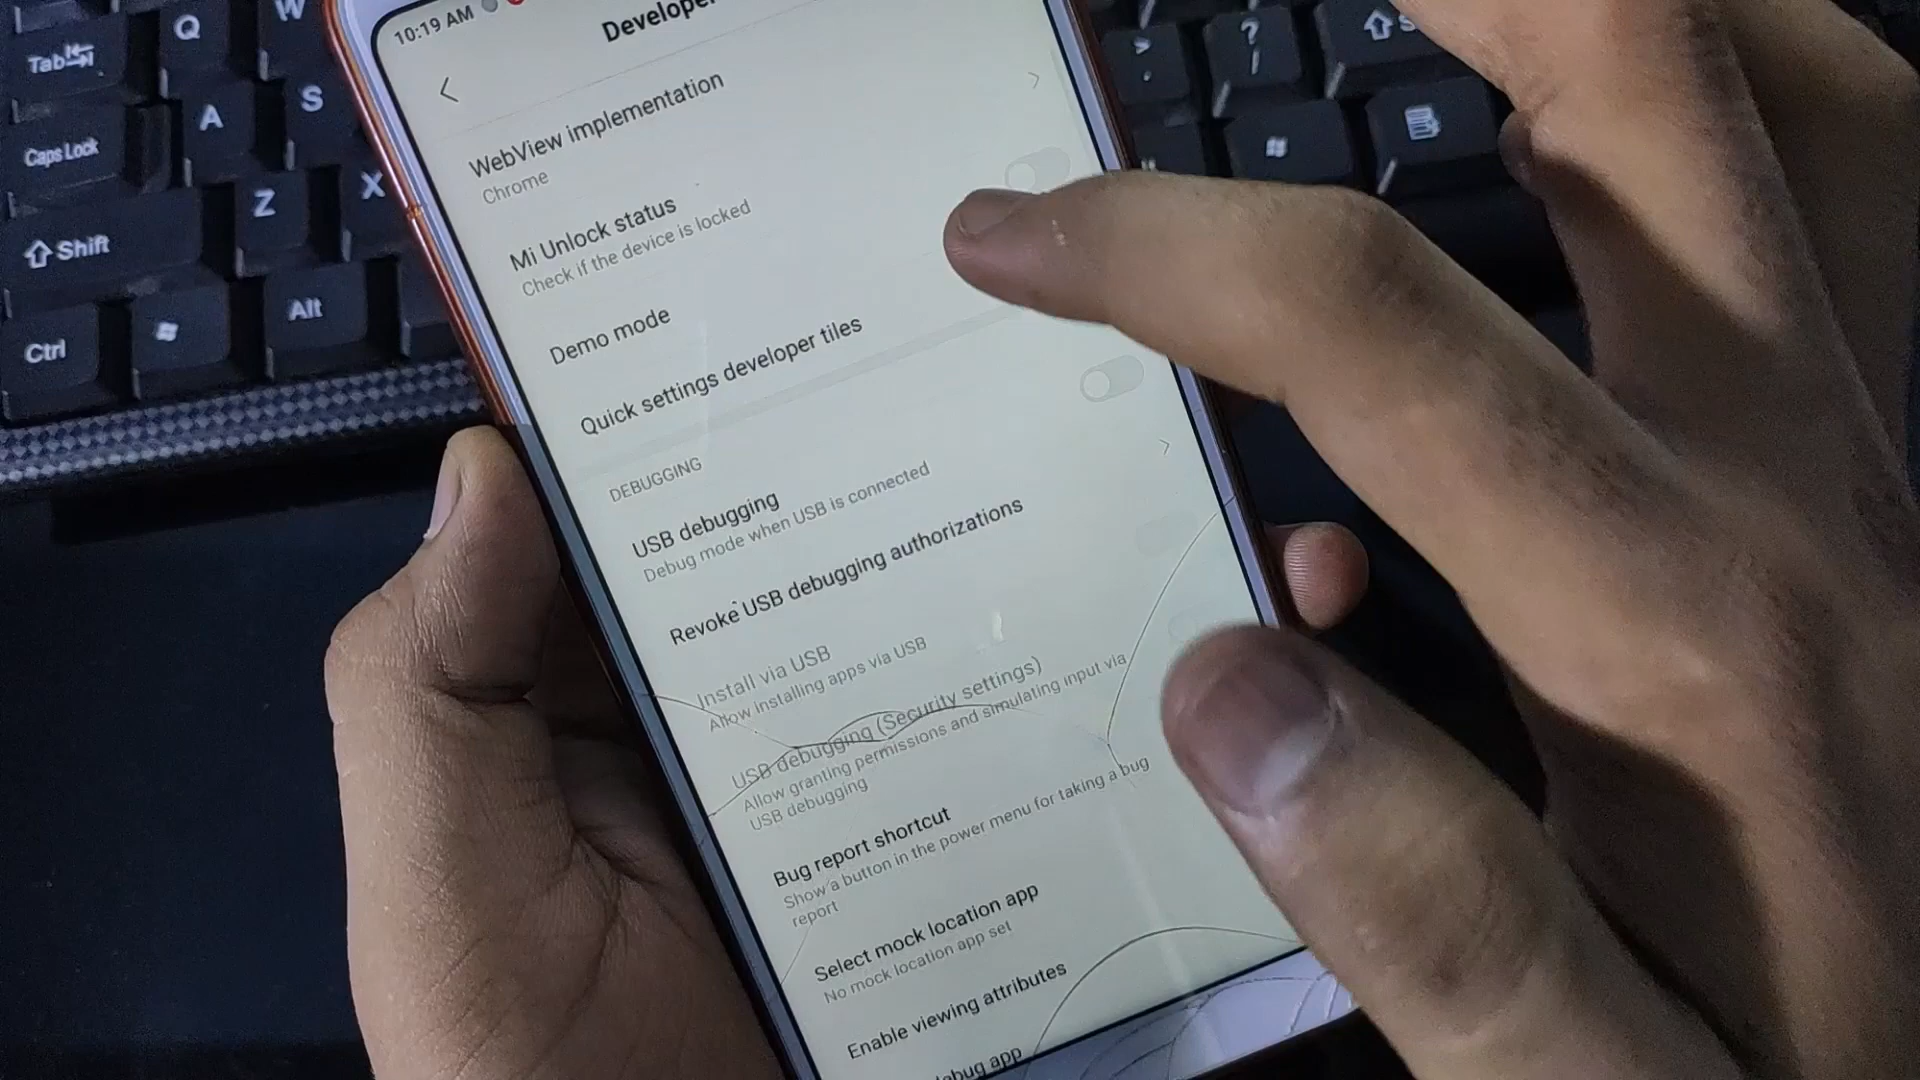 10:19 AM
Developer
WebView implementation
Chrome
Mi Unlock status
Check if the device is locked
Demo mode
Quick settings developer tiles
DEBUGGING
USB debugging
Debug mode when USB is connected
Revoke USB debugging authorizations
Install via USB
Allow installing apps via USB
USB debugging (Security settings)
Allow granting permissions and simulating input via
USB debugging
Bug report shortcut
Show a button in the power menu for taking a bug
report
Select mock location app
No mock location app set
Enable viewing attributes
debug app
Tab
Q
W
Caps Lock
A
S
Shift
Z
X
Ctrl
Alt
>
.
?
/
S